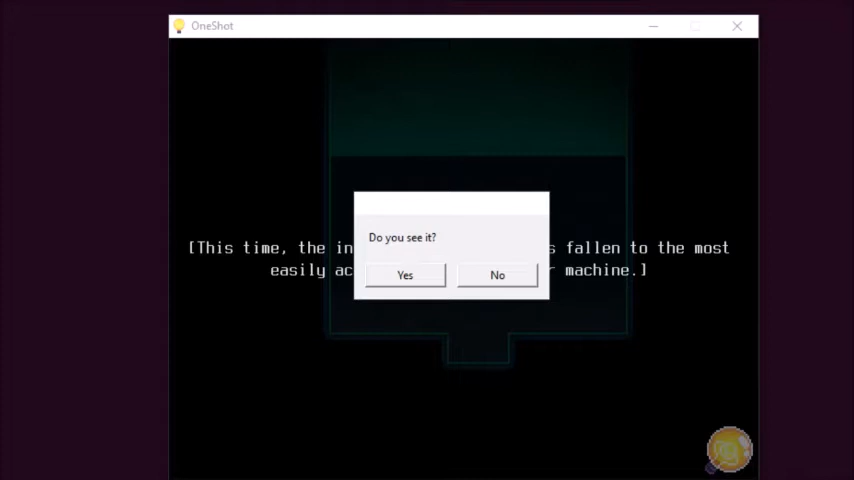 OneShot
Do you see it?
[This time, the in s fallen to the most
easily ac machine.]
Yes No